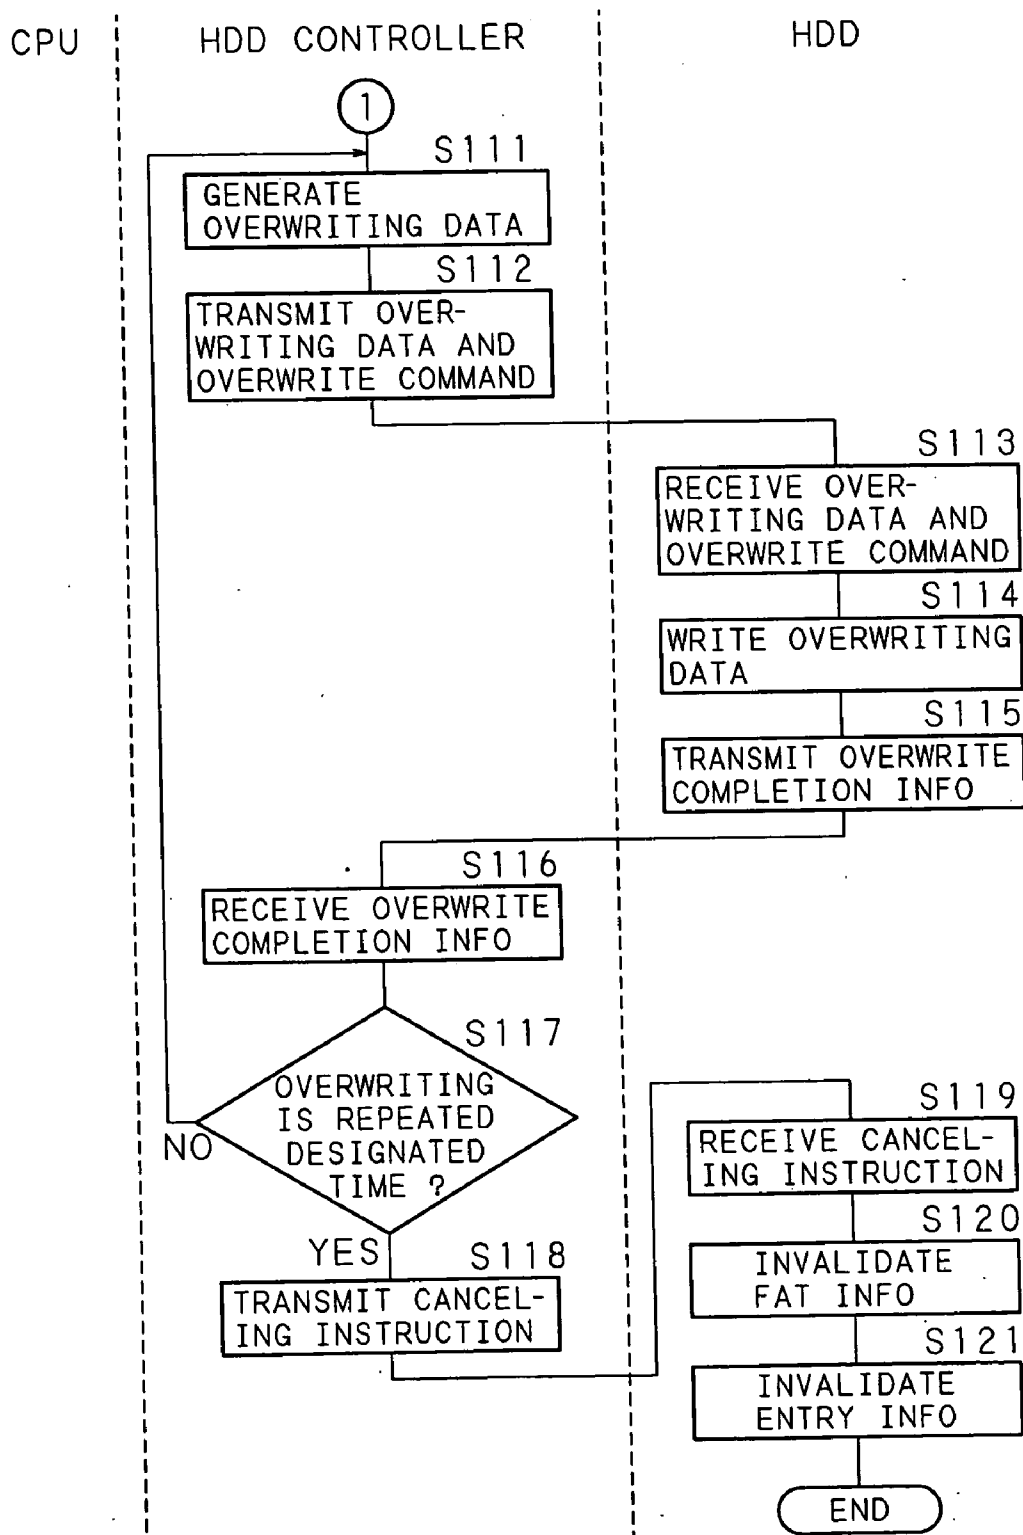 CPU
HDD CONTROLLER
HDD
1
S111
GENERATE
OVERWRITING DATA
S112
TRANSMIT OVER-
WRITING DATA AND
OVERWRITE COMMAND
S113
RECEIVE OVER-
WRITING DATA AND
OVERWRITE COMMAND
S114
WRITE OVERWRITING
DATA
S115
TRANSMIT OVERWRITE
COMPLETION INFO
S116
RECEIVE OVERWRITE
COMPLETION INFO
S117
OVERWRITING
IS REPEATED
DESIGNATED
TIME ?
NO
YES
S118
TRANSMIT CANCEL-
ING INSTRUCTION
S119
RECEIVE CANCEL-
ING INSTRUCTION
S120
INVALIDATE
FAT INFO
S121
INVALIDATE
ENTRY INFO
END